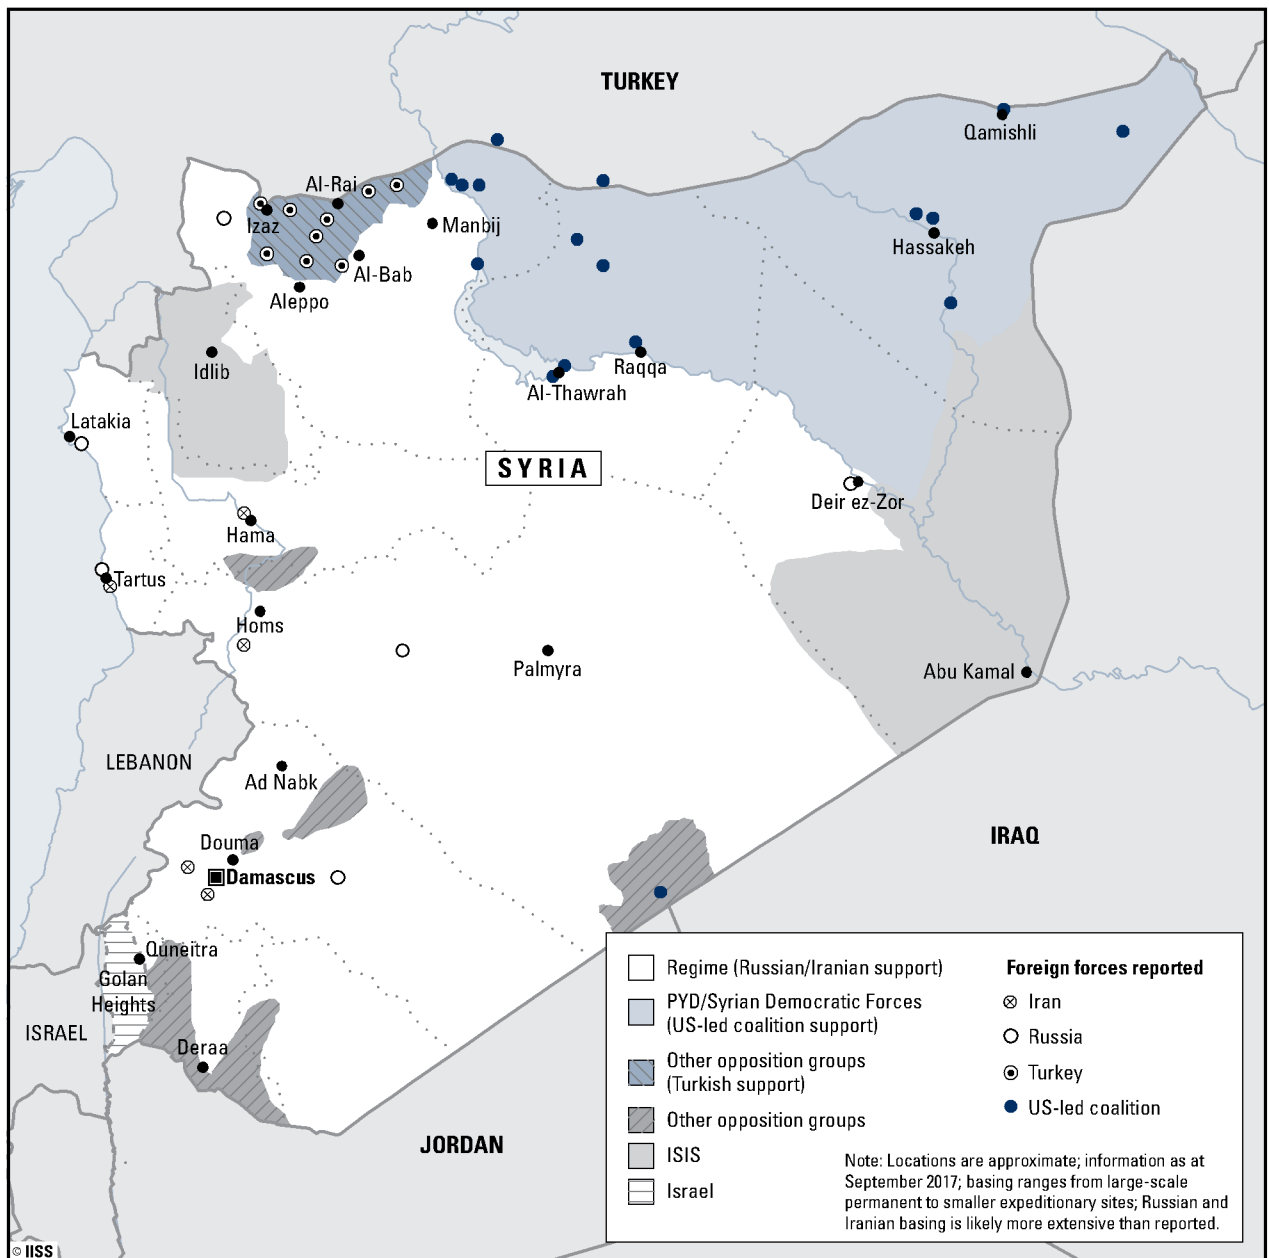 TURKEY
Qamishli
Al-Rai
Izaz
Manbij
Hassakeh
Al-Bab
Aleppo
Idlib
Raqqa
Al-Thawrah
Latakia
SYRIA
Deir ez-Zor
Hama
Tartus
Homs
Palmyra
Abu Kamal
LEBANON
Ad Nabk
IRAQ
Douma
Damascus
Quneitra
Golan
Heights
ISRAEL
Deraa
JORDAN
Regime (Russian/Iranian support)
PYD/Syrian Democratic Forces
(US-led coalition support)
Other opposition groups
(Turkish support)
Other opposition groups
ISIS
Israel
Foreign forces reported
Iran
Russia
Turkey
US-led coalition
Note: Locations are approximate; information as at
September 2017; basing ranges from large-scale
permanent to smaller expeditionary sites; Russian and
Iranian basing is likely more extensive than reported.
© IISS